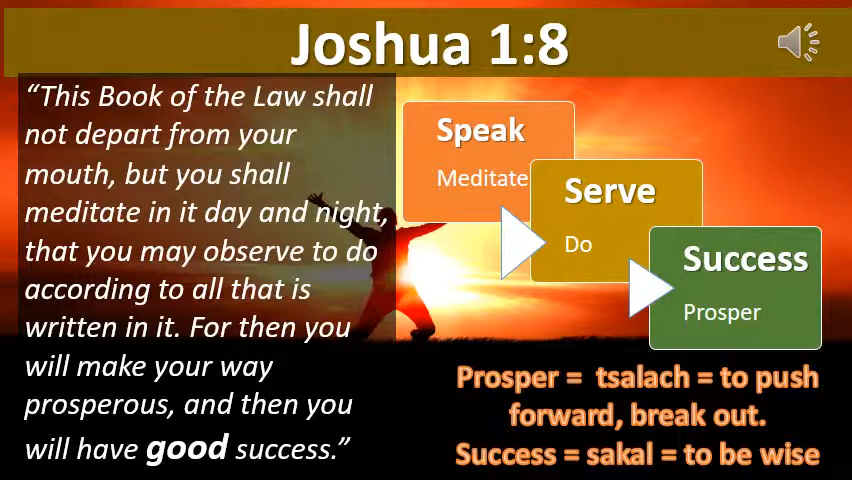 Joshua 1:8
“This Book of the Law shall
not depart from your
mouth, but you shall
meditate in it day and night,
that you may observe to do
according to all that is
written in it. For then you
will make your way
prosperous, and then you
will have good success.”
Speak
Meditate
Serve
Do
Success
Prosper
Prosper = tsalach = to push
forward, break out.
Success = sakal = to be wise